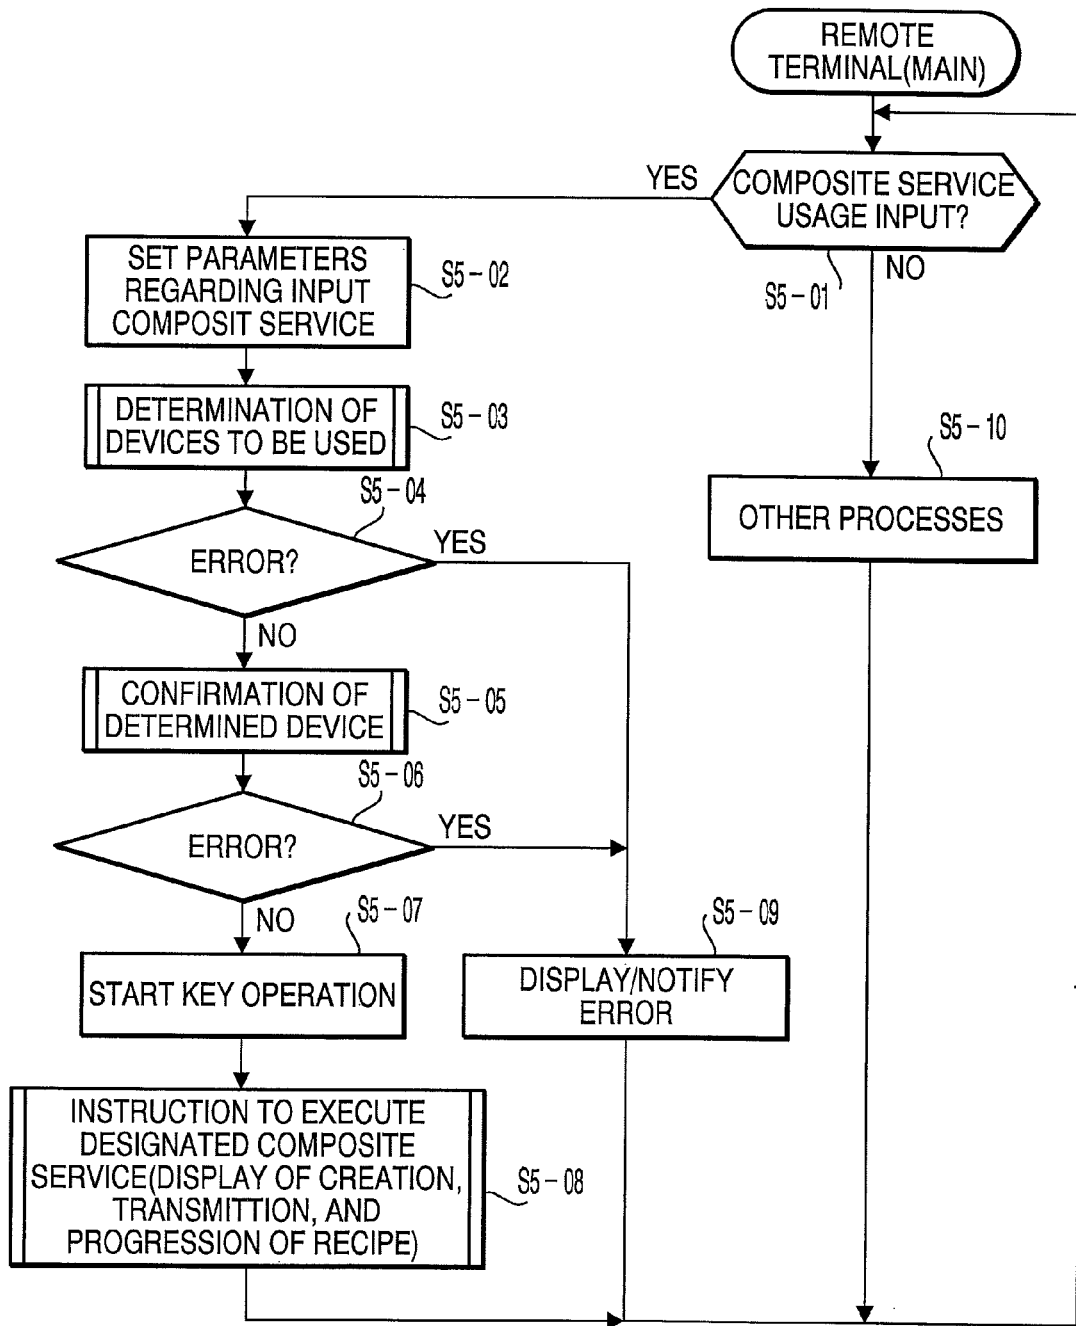 REMOTE
TERMINAL(MAIN)
COMPOSITE SERVICE
USAGE INPUT?
S5-01
YES
NO
SET PARAMETERS
REGARDING INPUT
COMPOSIT SERVICE
S5-02
DETERMINATION OF
DEVICES TO BE USED
S5-03
S5-04
ERROR?
YES
NO
CONFIRMATION OF
DETERMINED DEVICE
S5-05
S5-06
ERROR?
YES
NO
S5-07
START KEY OPERATION
INSTRUCTION TO EXECUTE
DESIGNATED COMPOSITE
SERVICE(DISPLAY OF CREATION,
TRANSMITTION, AND
PROGRESSION OF RECIPE)
S5-08
S5-09
DISPLAY/NOTIFY
ERROR
S5-10
OTHER PROCESSES